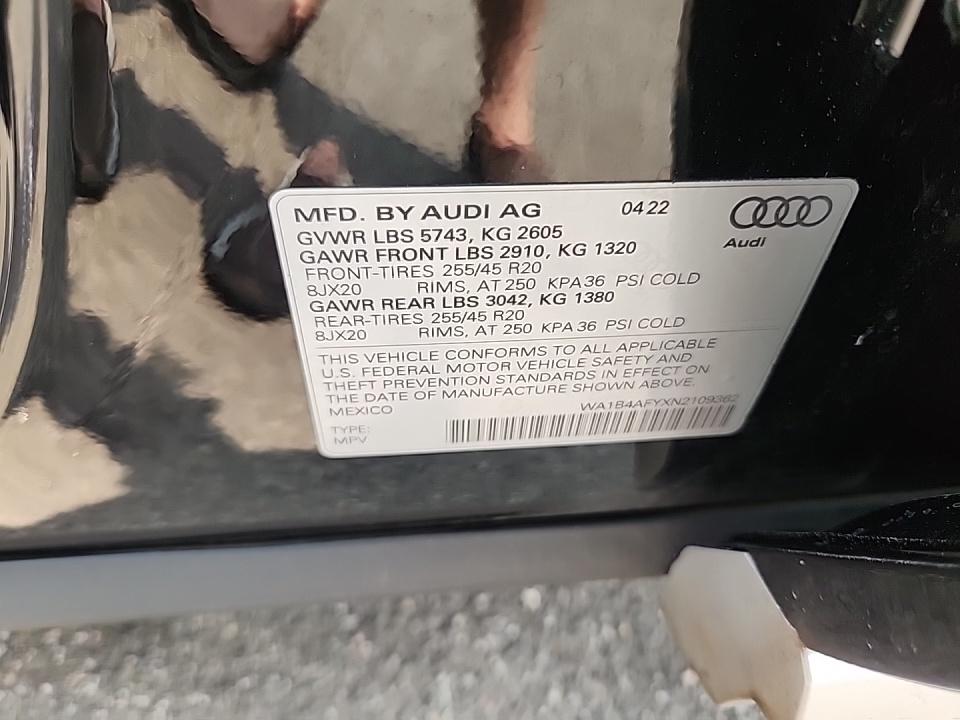 MFD. BY AUDI AG 04 22
Audi
GVWR LBS 5743, KG 2605
GAWR FRONT LBS 2910, KG 1320
FRONT-TIRES 255/45 R20
8JX20 RIMS, AT 250 KPA 36 PSI COLD
GAWR REAR LBS 3042, KG 1380
REAR-TIRES 255/45 R20
8JX20 RIMS, AT 250 KPA 36 PSI COLD
THIS VEHICLE CONFORMS TO ALL APPLICABLE
U.S. FEDERAL MOTOR VEHICLE SAFETY AND
THEFT PREVENTION STANDARDS IN EFFECT ON
THE DATE OF MANUFACTURE SHOWN ABOVE.
MEXICO WA1B4AFYXN2109362
TYPE:
MPV